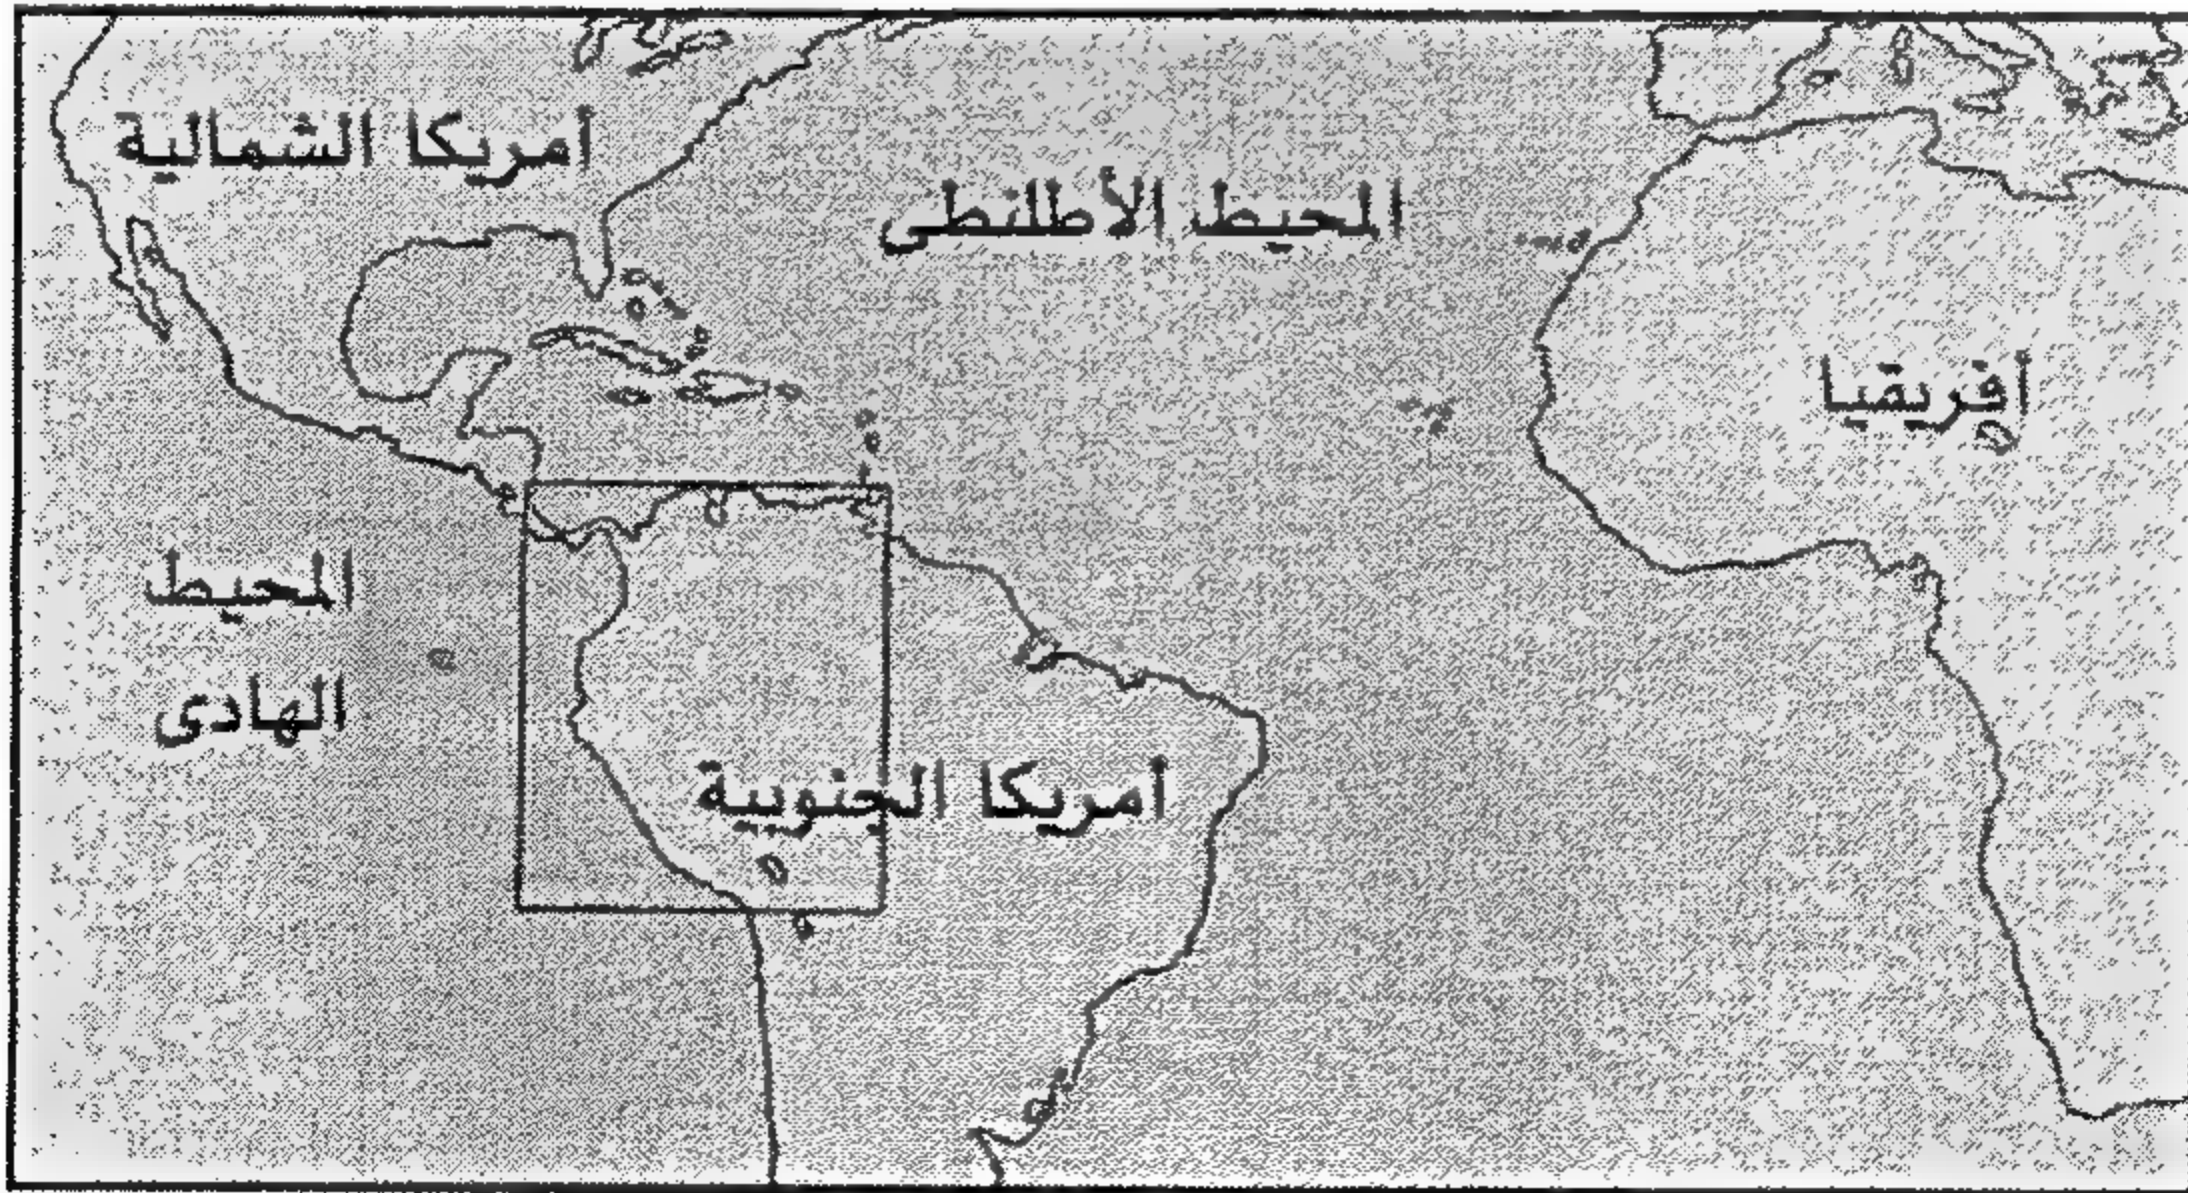 أمريكا الشمالية
المحيط الأطلنطى
أفريقيا
المحيط
الهادى
أمريكا الجنوبية